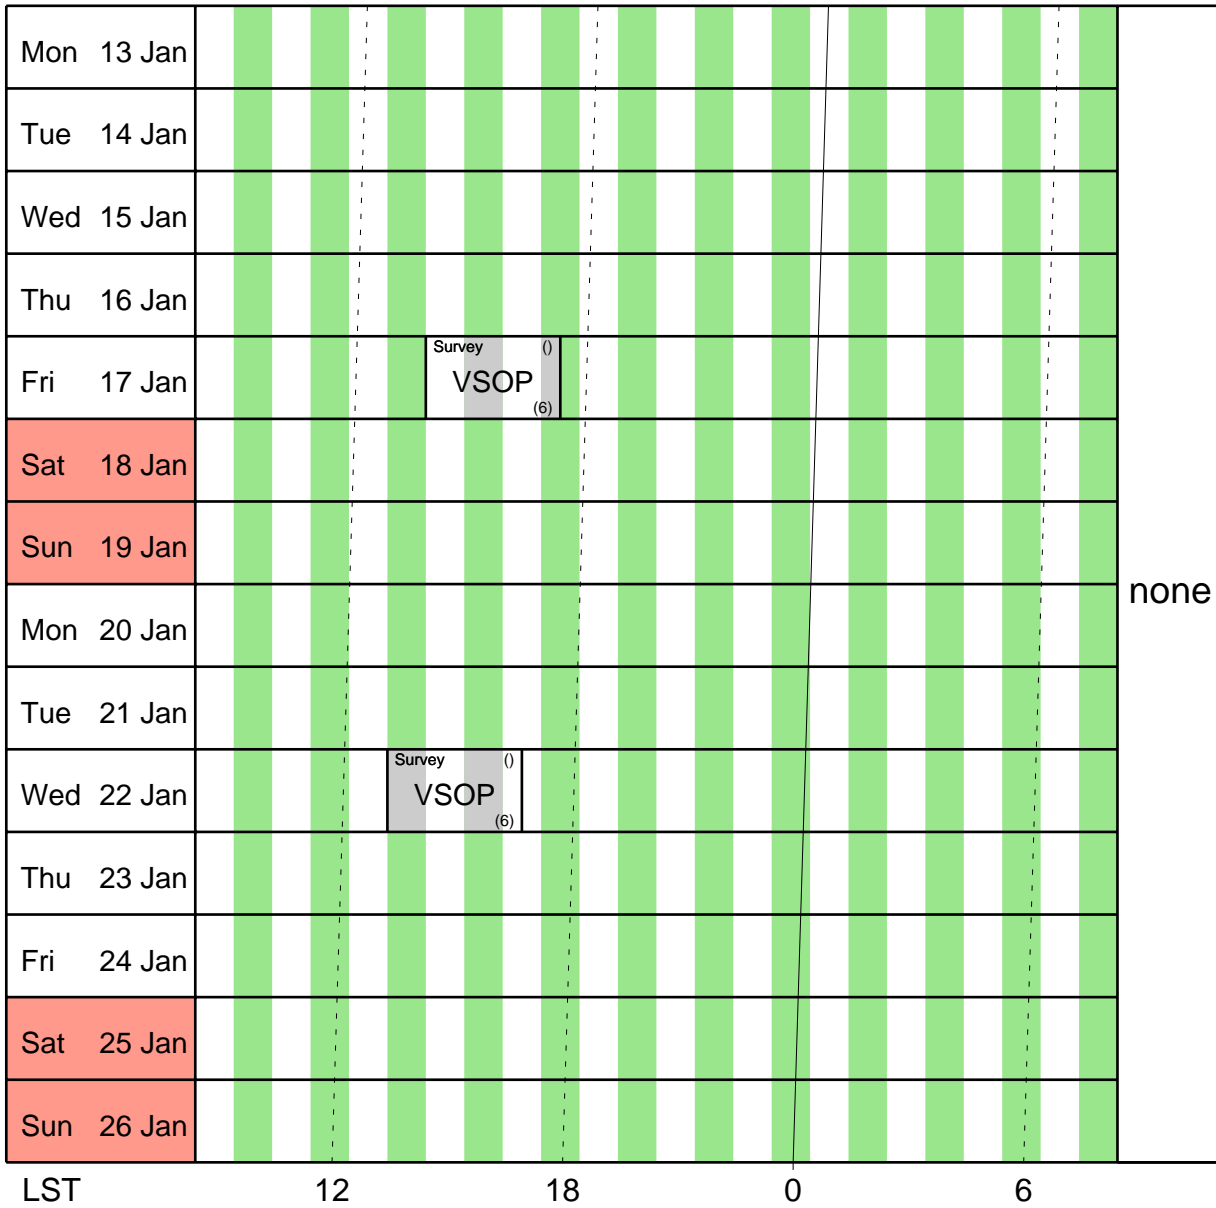 Mon 13 Jan
Tue 14 Jan
Wed 15 Jan
Thu 16 Jan
Fri 17 Jan
Survey ()
VSOP
(6)
Sat 18 Jan
Sun 19 Jan
none
Mon 20 Jan
Tue 21 Jan
Wed 22 Jan
Survey ()
VSOP
(6)
Thu 23 Jan
Fri 24 Jan
Sat 25 Jan
Sun 26 Jan
LST 12 18 0 6